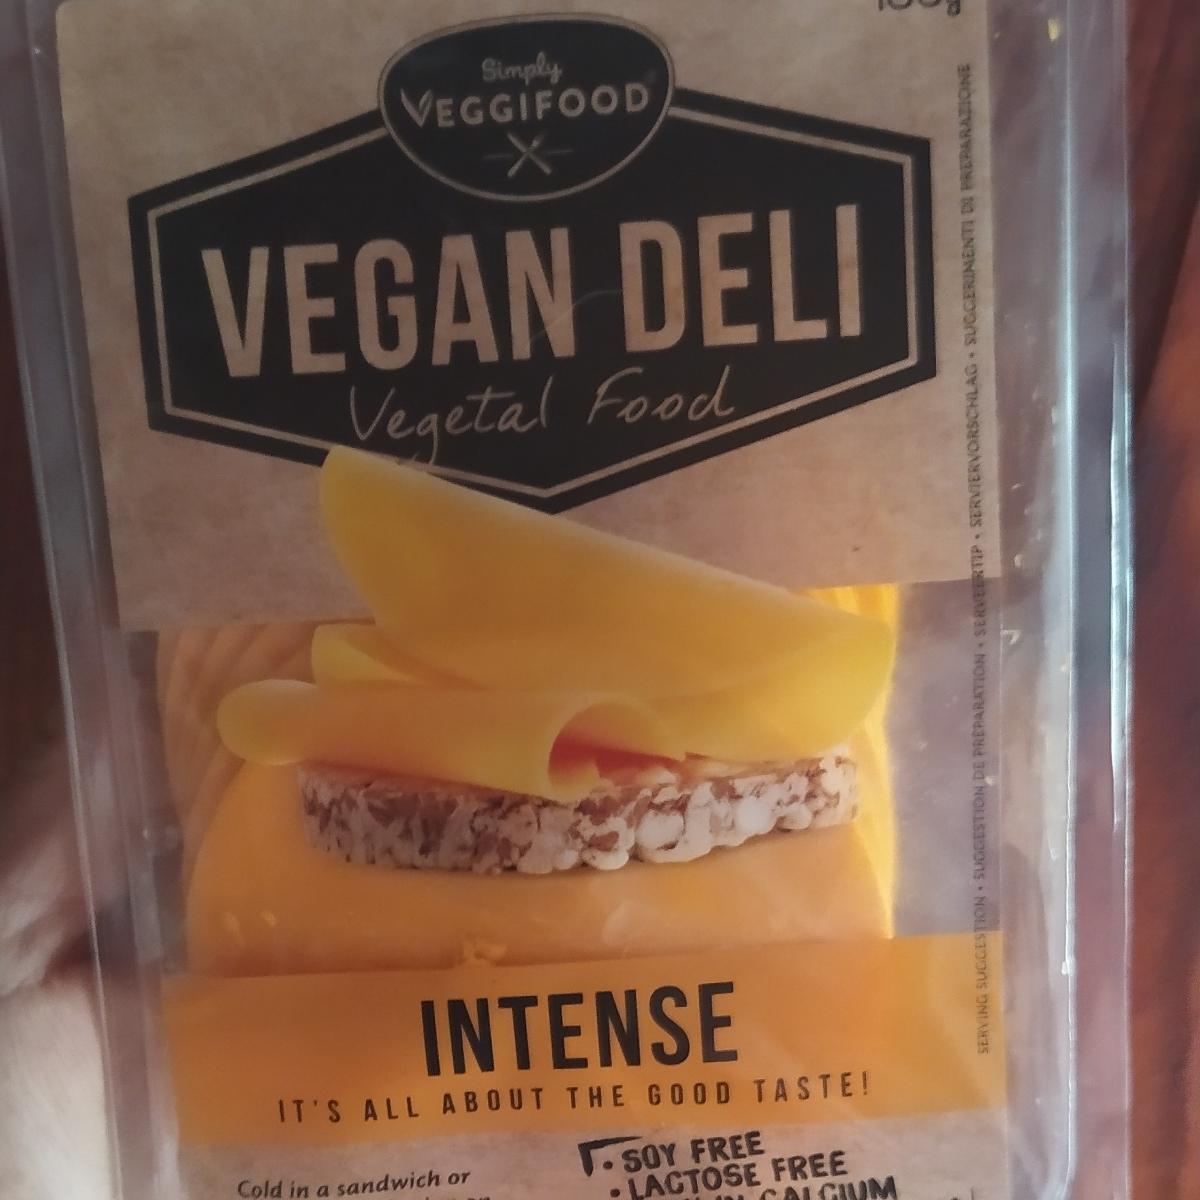 Simply
VEGGIFOOD
VEGAN DELI
Vegetal Food
INTENSE
IT'S ALL ABOUT THE GOOD TASTE!
Cold in a sandwich or
• SOY FREE
• LACTOSE FREE
CALCIUM
SERVING SUGGESTION • SUGGESTION DE PRÉPARATION • SERVEERTIP • SERVIERVORSCHLAG • SUGGERIMENTI DI PREPARAZIONE